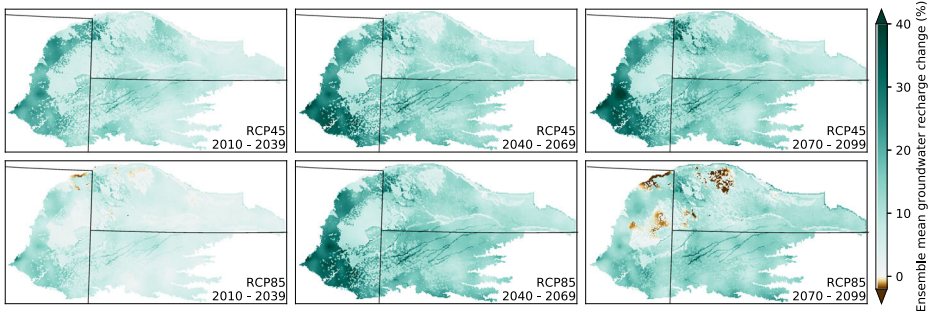 RCP45
2010 - 2039
RCP45
2040 - 2069
RCP45
2070 - 2099
RCP85
2010 - 2039
RCP85
2040 - 2069
RCP85
2070 - 2099
40
30
20
10
0
Ensemble mean groundwater recharge change (%)